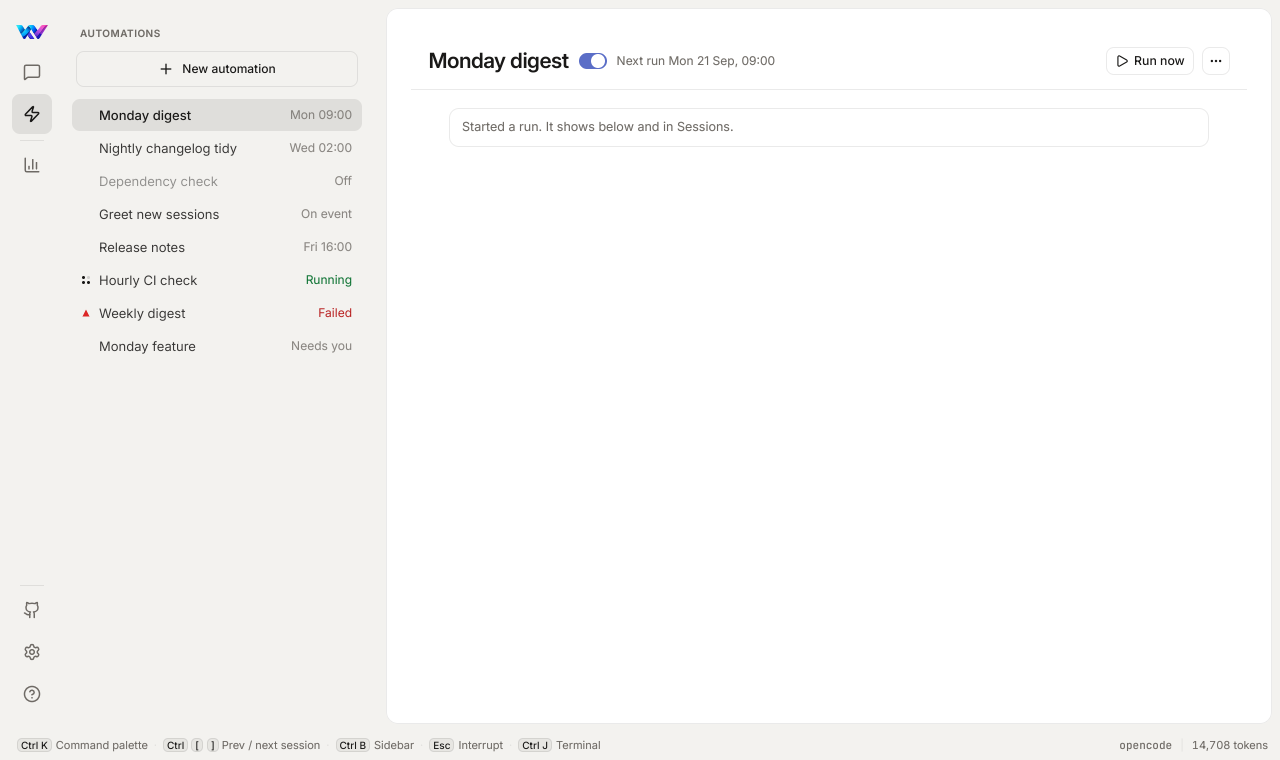 AUTOMATIONS
New automation
Monday digest Mon 09:00
Nightly changelog tidy Wed 02:00
Dependency check Off
Greet new sessions On event
Release notes Fri 16:00
Hourly CI check Running
Weekly digest Failed
Monday feature Needs you
Monday digest Next run Mon 21 Sep, 09:00 Run now
Started a run. It shows below and in Sessions.
Ctrl K Command palette Ctrl [ ] Prev / next session Ctrl B Sidebar Esc Interrupt Ctrl J Terminal opencode 14,708 tokens